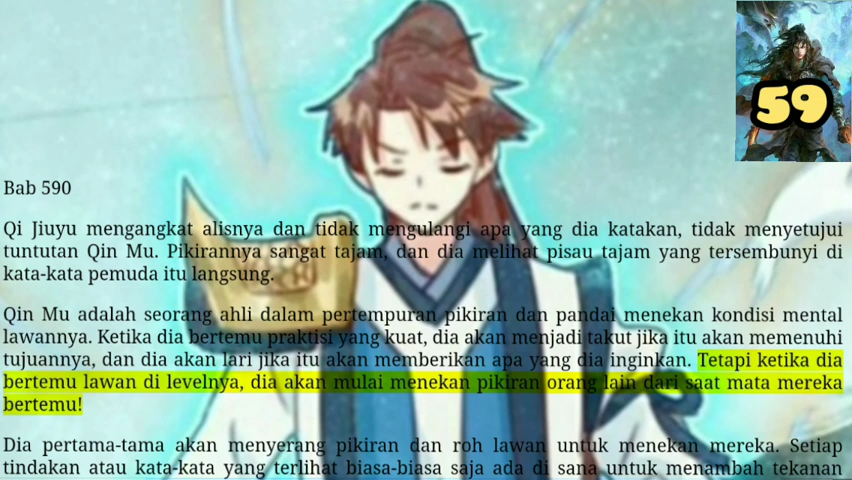 59
Bab 590
Qi Jiuyu mengangkat alisnya dan tidak mengulangi apa yang dia katakan, tidak menyetujui
tuntutan Qin Mu. Pikirannya sangat tajam, dan dia melihat pisau tajam yang tersembunyi di
kata-kata pemuda itu langsung.
Qin Mu adalah seorang ahli dalam pertempuran pikiran dan pandai menekan kondisi mental
lawannya. Ketika dia bertemu praktisi yang kuat, dia akan menjadi takut jika itu akan memenuhi
tujuannya, dan dia akan lari jika itu akan memberikan apa yang dia inginkan. Tetapi ketika dia
bertemu lawan di levelnya, dia akan mulai menekan pikiran orang lain dari saat mata mereka
bertemu!
Dia pertama-tama akan menyerang pikiran dan roh lawan untuk menekan mereka. Setiap
tindakan atau kata-kata yang terlihat biasa-biasa saja ada di sana untuk menambah tekanan